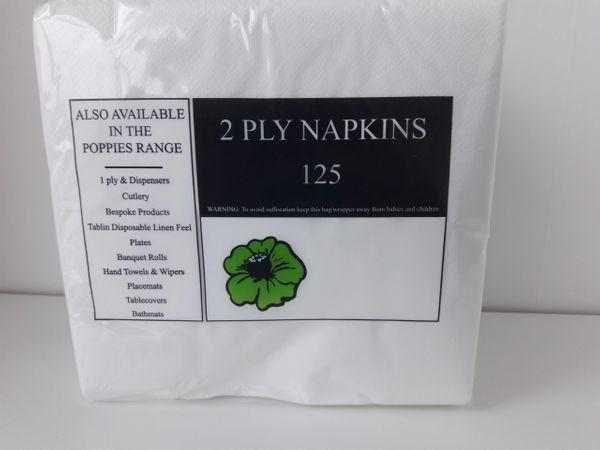 ALSO AVAILABLE
IN THE
POPPIES RANGE
1 ply & Dispensers
Cutlery
Bespoke Products
Tablin Disposable Linen Feel
Plates
Banquet Rolls
Hand Towels & Wipers
Placemats
Tablecovers
Bathmats
2 PLY NAPKINS
125
WARNING: To avoid suffocation keep this bag/wrapper away from babies and children